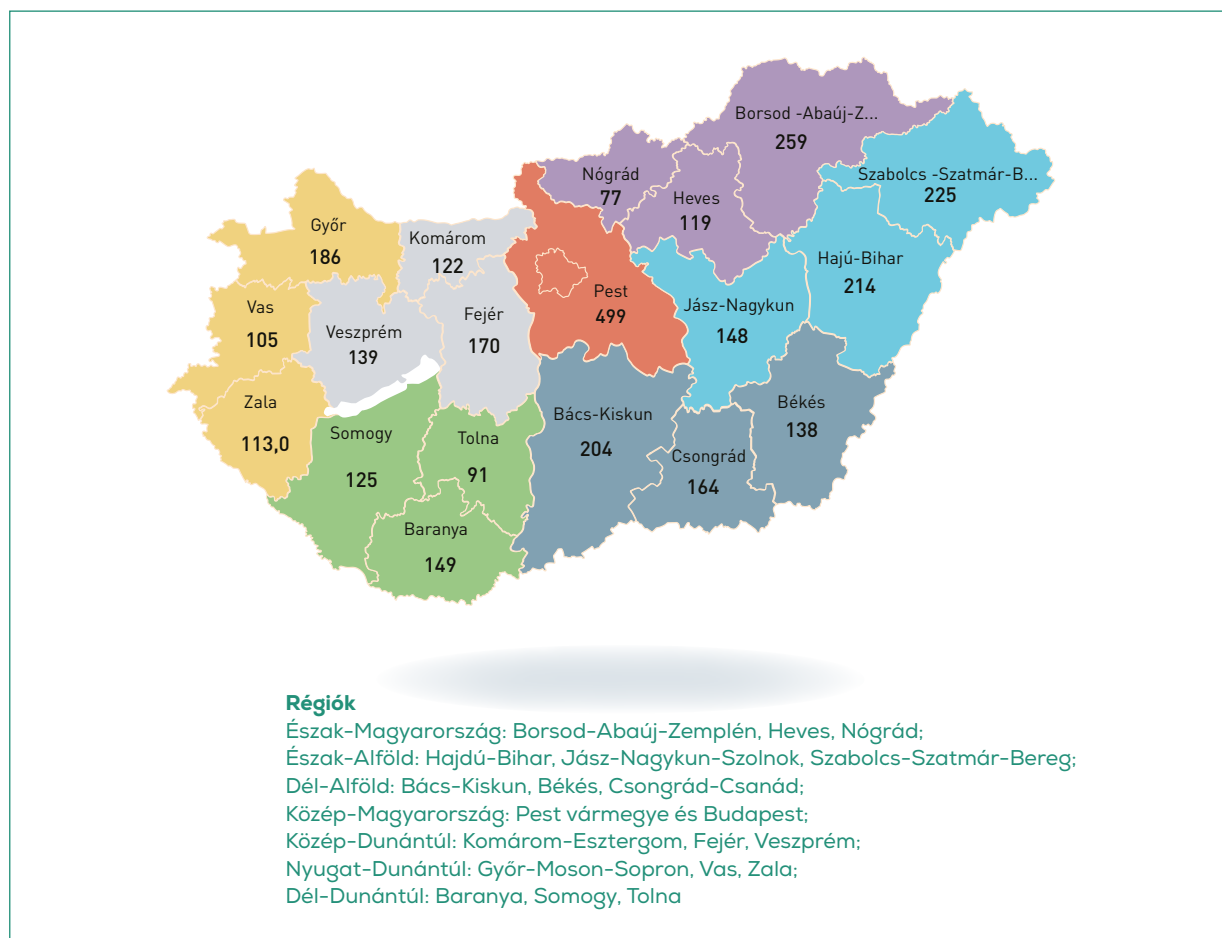 Borsod -Abaúj-Z...
259
Szabolcs -Szatmár-B...
225
Nógrád
77
Heves
119
Győr
186
Komárom
122
Hajú-Bihar
214
Pest
499
Jász-Nagykun
148
Vas
105
Veszprém
139
Fejér
170
Zala
113,0
Somogy
125
Tolna
91
Bács-Kiskun
204
Békés
138
Csongrád
164
Baranya
149
Régiók
Észak-Magyarország: Borsod-Abaúj-Zemplén, Heves, Nógrád;
Észak-Alföld: Hajdú-Bihar, Jász-Nagykun-Szolnok, Szabolcs-Szatmár-Bereg;
Dél-Alföld: Bács-Kiskun, Békés, Csongrád-Csanád;
Közép-Magyarország: Pest vármegye és Budapest;
Közép-Dunántúl: Komárom-Esztergom, Fejér, Veszprém;
Nyugat-Dunántúl: Győr-Moson-Sopron, Vas, Zala;
Dél-Dunántúl: Baranya, Somogy, Tolna